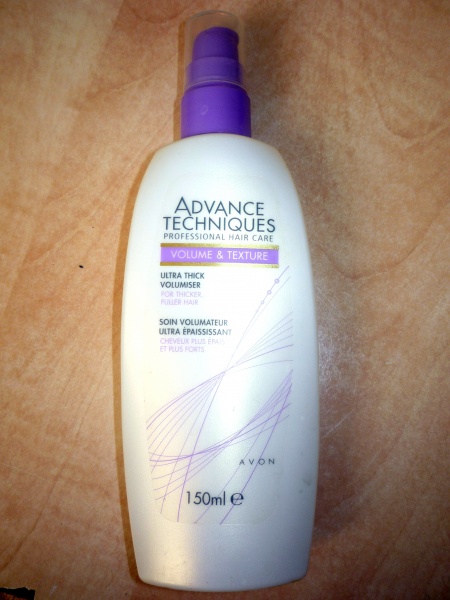 ADVANCE
TECHNIQUES
PROFESSIONAL HAIR CARE
VOLUME & TEXTURE
ULTRA THICK
VOLUMISER
FOR THICKER,
FULLER HAIR
SOIN VOLUMATEUR
ULTRA ÉPAISSISSANT
CHEVEUX PLUS ÉPAIS
ET PLUS FORTS
AVON
150ml e